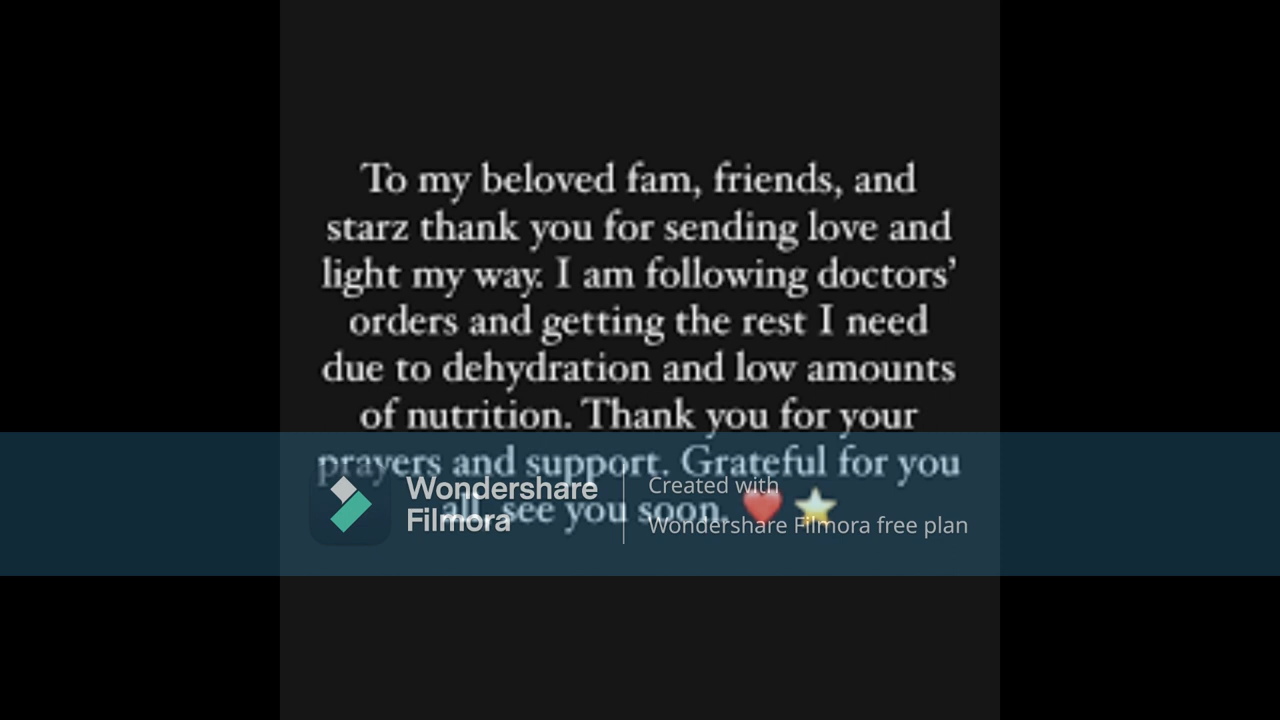 To my beloved fam, friends, and
starz thank you for sending love and
light my way. I am following doctors’
orders and getting the rest I need
due to dehydration and low amounts
of nutrition. Thank you for your
prayers and support. Grateful for you
all, see you soon. ❤️ ⭐
Wondershare
Filmora
Created with
Wondershare Filmora free plan